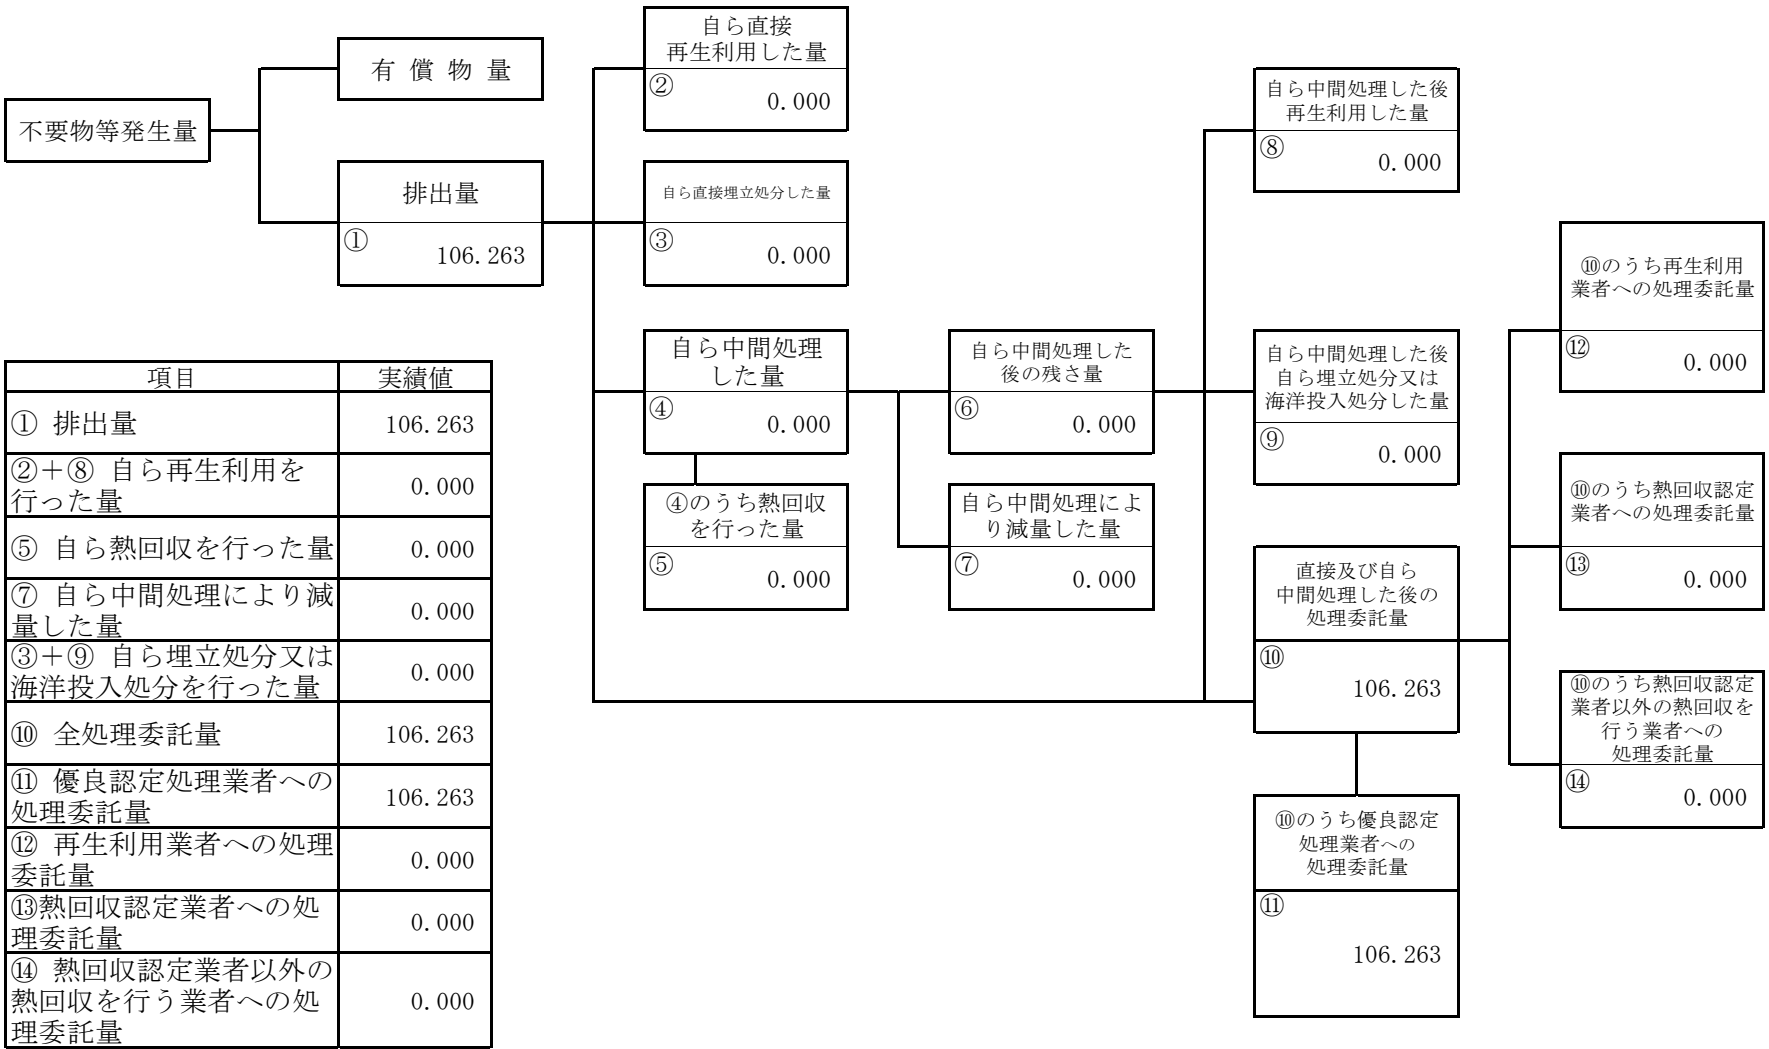 自ら直接
再生利用した量
②
0.000
有償物量
不要物等発生量
排出量
①
106.263
自ら直接埋立処分した量
③
0.000
自ら中間処理
した量
④
0.000
④のうち熱回収
を行った量
⑤
0.000
自ら中間処理した
後の残さ量
⑥
0.000
自ら中間処理によ
り減量した量
⑦
0.000
自ら中間処理した後
再生利用した量
⑧
0.000
自ら中間処理した後
自ら埋立処分又は
海洋投入処分した量
⑨
0.000
直接及び自ら
中間処理した後の
処理委託量
⑩
106.263
⑩のうち優良認定
処理業者への
処理委託量
⑪
106.263
⑩のうち再生利用
業者への処理委託量
⑫
0.000
⑩のうち熱回収認定
業者への処理委託量
⑬
0.000
⑩のうち熱回収認定
業者以外の熱回収を
行う業者への
処理委託量
⑭
0.000
項目 実績値
① 排出量 106.263
②＋⑧ 自ら再生利用を
行った量 0.000
⑤ 自ら熱回収を行った量 0.000
⑦ 自ら中間処理により減
量した量 0.000
③＋⑨ 自ら埋立処分又は
海洋投入処分を行った量 0.000
⑩ 全処理委託量 106.263
⑪ 優良認定処理業者への
処理委託量 106.263
⑫ 再生利用業者への処理
委託量 0.000
⑬熱回収認定業者への処
理委託量 0.000
⑭ 熱回収認定業者以外の
熱回収を行う業者への処
理委託量 0.000